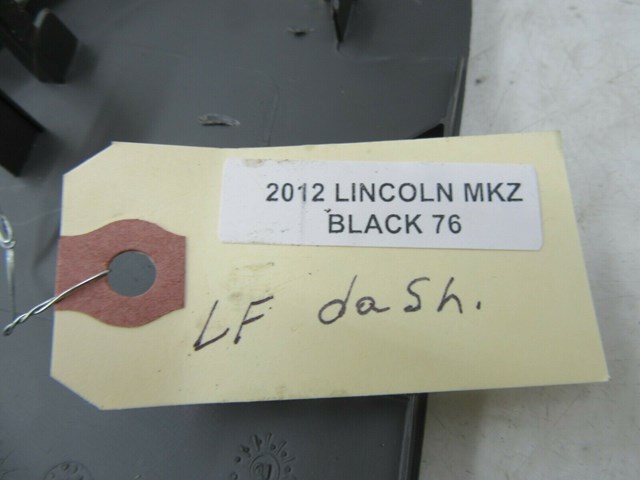 2012 LINCOLN MKZ
BLACK 76
LF dash.